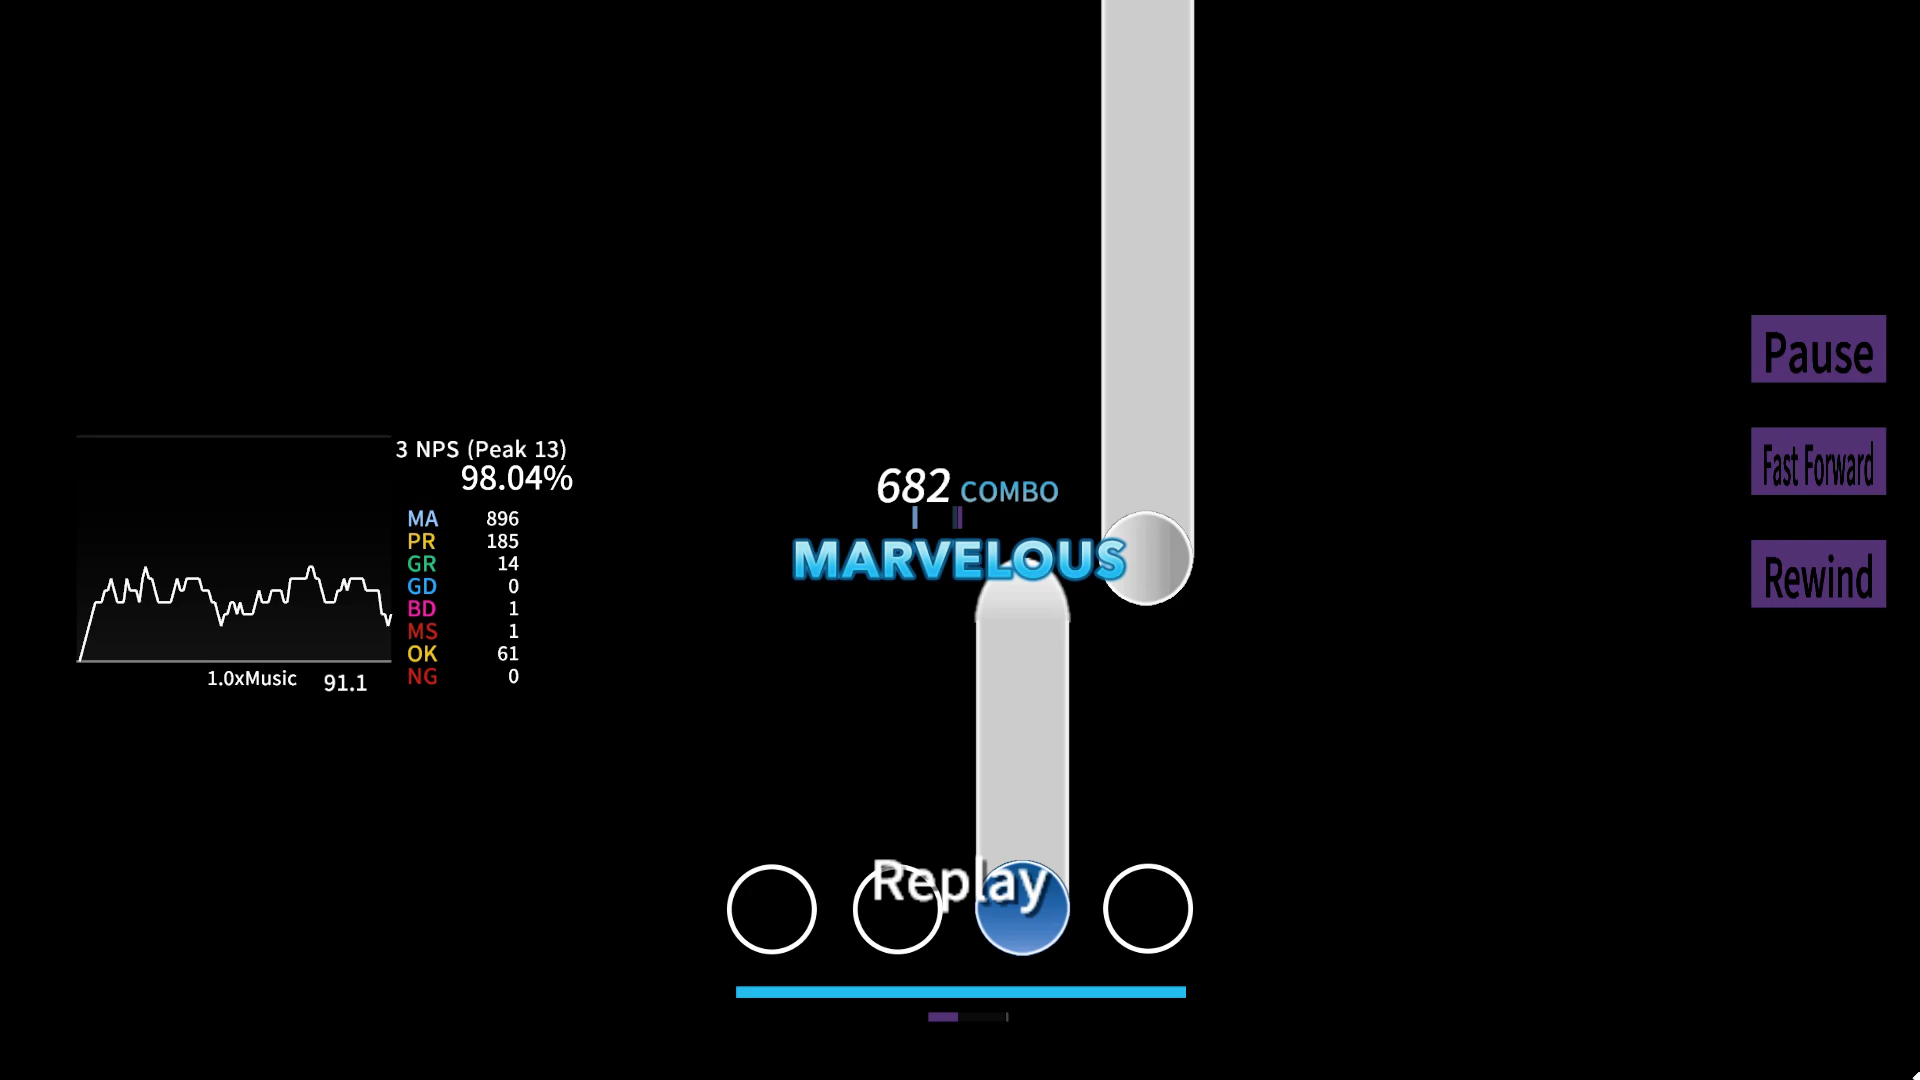 3 NPS (Peak 13)
98.04%
MA 896
PR 185
GR 14
GD 0
BD 1
MS 1
OK 61
NG 0
1.0xMusic 91.1
682 COMBO
MARVELOUS
Replay
Pause
Fast Forward
Rewind